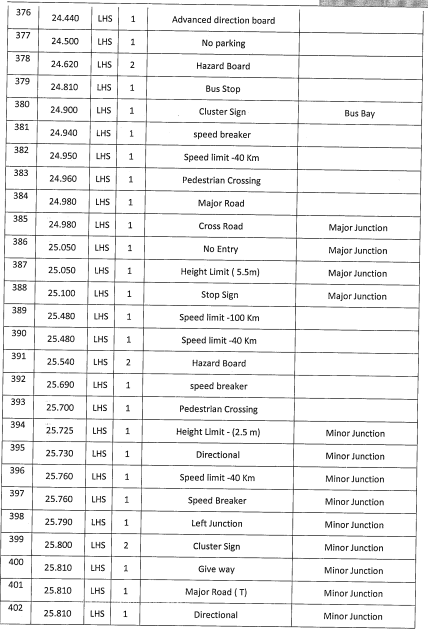 376 24.440 LHS 1 Advanced direction board
377 24.500 LHS 1 No parking
378 24.620 LHS 2 Hazard Board
379 24.810 LHS 1 Bus Stop
380 24.900 LHS 1 Cluster Sign Bus Bay
381 24.940 LHS 1 speed breaker
382 24.950 LHS 1 Speed limit -40 Km
383 24.960 LHS 1 Pedestrian Crossing
384 24.980 LHS 1 Major Road
385 24.980 LHS 1 Cross Road Major Junction
386 25.050 LHS 1 No Entry Major Junction
387 25.050 LHS 1 Height Limit ( 5.5m) Major Junction
388 25.100 LHS 1 Stop Sign Major Junction
389 25.480 LHS 1 Speed limit -100 Km
390 25.480 LHS 1 Speed limit -40 Km
391 25.540 LHS 2 Hazard Board
392 25.690 LHS 1 speed breaker
393 25.700 LHS 1 Pedestrian Crossing
394 25.725 LHS 1 Height Limit - (2.5 m) Minor Junction
395 25.730 LHS 1 Directional Minor Junction
396 25.760 LHS 1 Speed limit -40 Km Minor Junction
397 25.760 LHS 1 Speed Breaker Minor Junction
398 25.790 LHS 1 Left Junction Minor Junction
399 25.800 LHS 2 Cluster Sign Minor Junction
400 25.810 LHS 1 Give way Minor Junction
401 25.810 LHS 1 Major Road ( T) Minor Junction
402 25.810 LHS 1 Directional Minor Junction